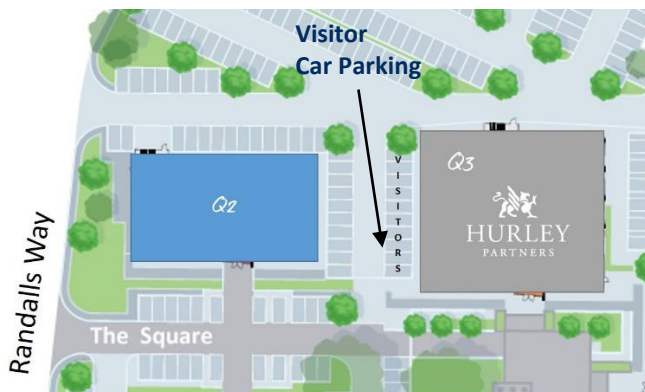 Visitor
Car Parking
Q2
VISITORS
Q3
HURLEY
PARTNERS
Randalls Way
The Square